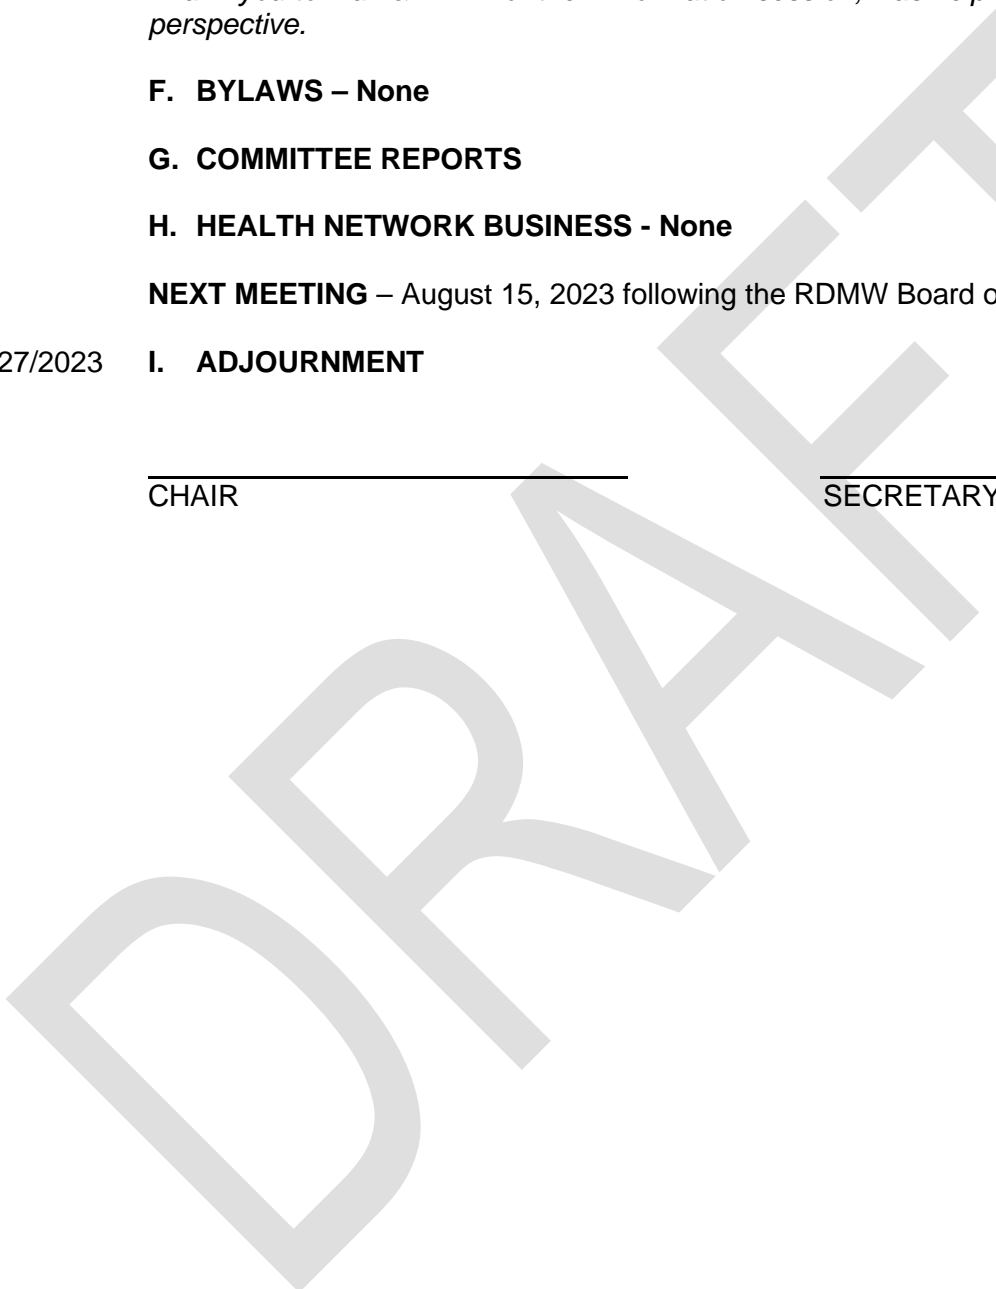 perspective.
F. BYLAWS – None
G. COMMITTEE REPORTS
H. HEALTH NETWORK BUSINESS - None
NEXT MEETING – August 15, 2023 following the RDMW Board
27/2023 I. ADJOURNMENT
CHAIR SECRETARY
DRAFT